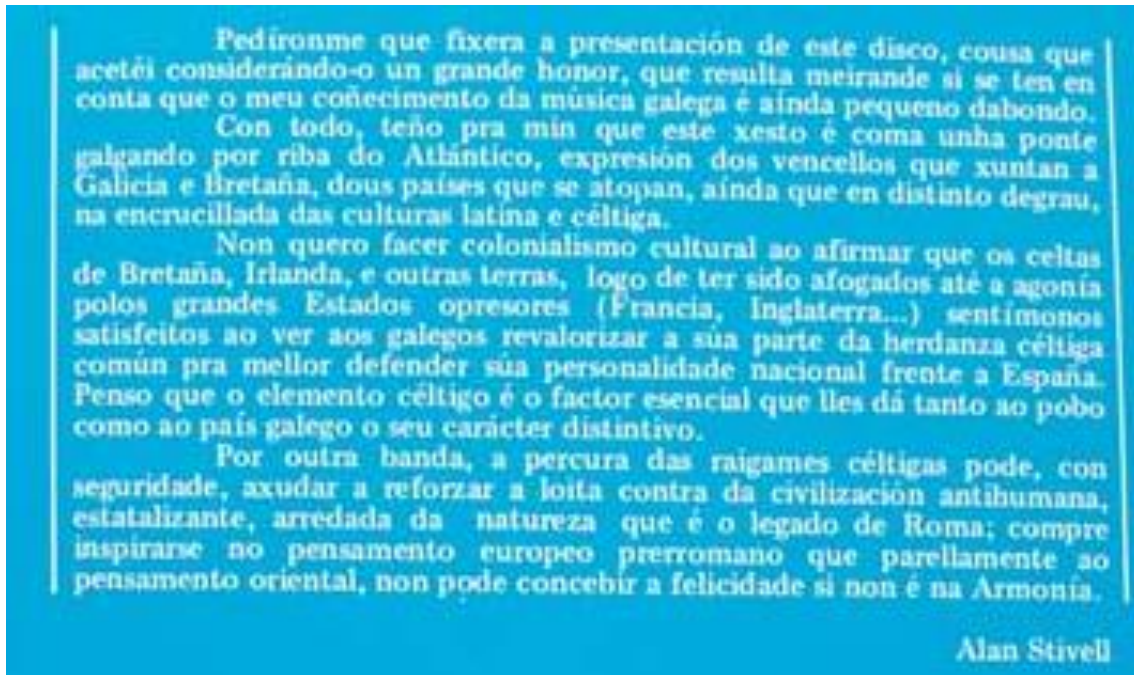 Pedíronme que fixera a presentación de este disco, cousa que
acetéi considerándo-o un grande honor, que resulta meirande si se ten en
conta que o meu coñecimento da música galega é aínda pequeno dabondo.
Con todo, teño pra min que este xesto é coma unha ponte
galgando por riba do Atlántico, expresión dos vencellos que xuntan a
Galicia e Bretaña, dous países que se atopan, aínda que en distinto degrau,
na encrucillada das culturas latina e céltiga.
Non quero facer colonialismo cultural ao afirmar que os celtas
de Bretaña, Irlanda, e outras terras, logo de ter sido afogados até a agonía
polos grandes Estados opresores (Francia, Inglaterra...) sentímonos
satisfeitos ao ver aos galegos revalorizar a súa parte da herdanza céltiga
común pra mellor defender súa personalidade nacional frente a España.
Penso que o elemento céltigo é o factor esencial que lles dá tanto ao pobo
como ao país galego o seu carácter distintivo.
Por outra banda, a percura das raigames céltigas pode, con
seguridade, axudar a reforzar a loita contra da civilización antihumana,
estatalizante, arredada da natureza que é o legado de Roma; compre
inspirarse no pensamento europeo prerromano que parellamente ao
pensamento oriental, non pode concebir a felicidade si non é na Armonía.
Alan Stivell